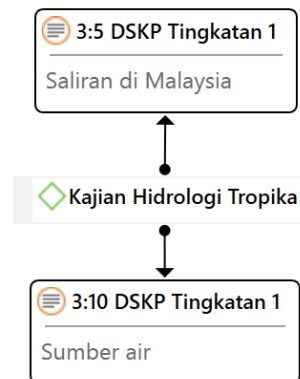 3:5 DSKP Tingkatan 1
Saliran di Malaysia
Kajian Hidrologi Tropika
3:10 DSKP Tingkatan 1
Sumber air